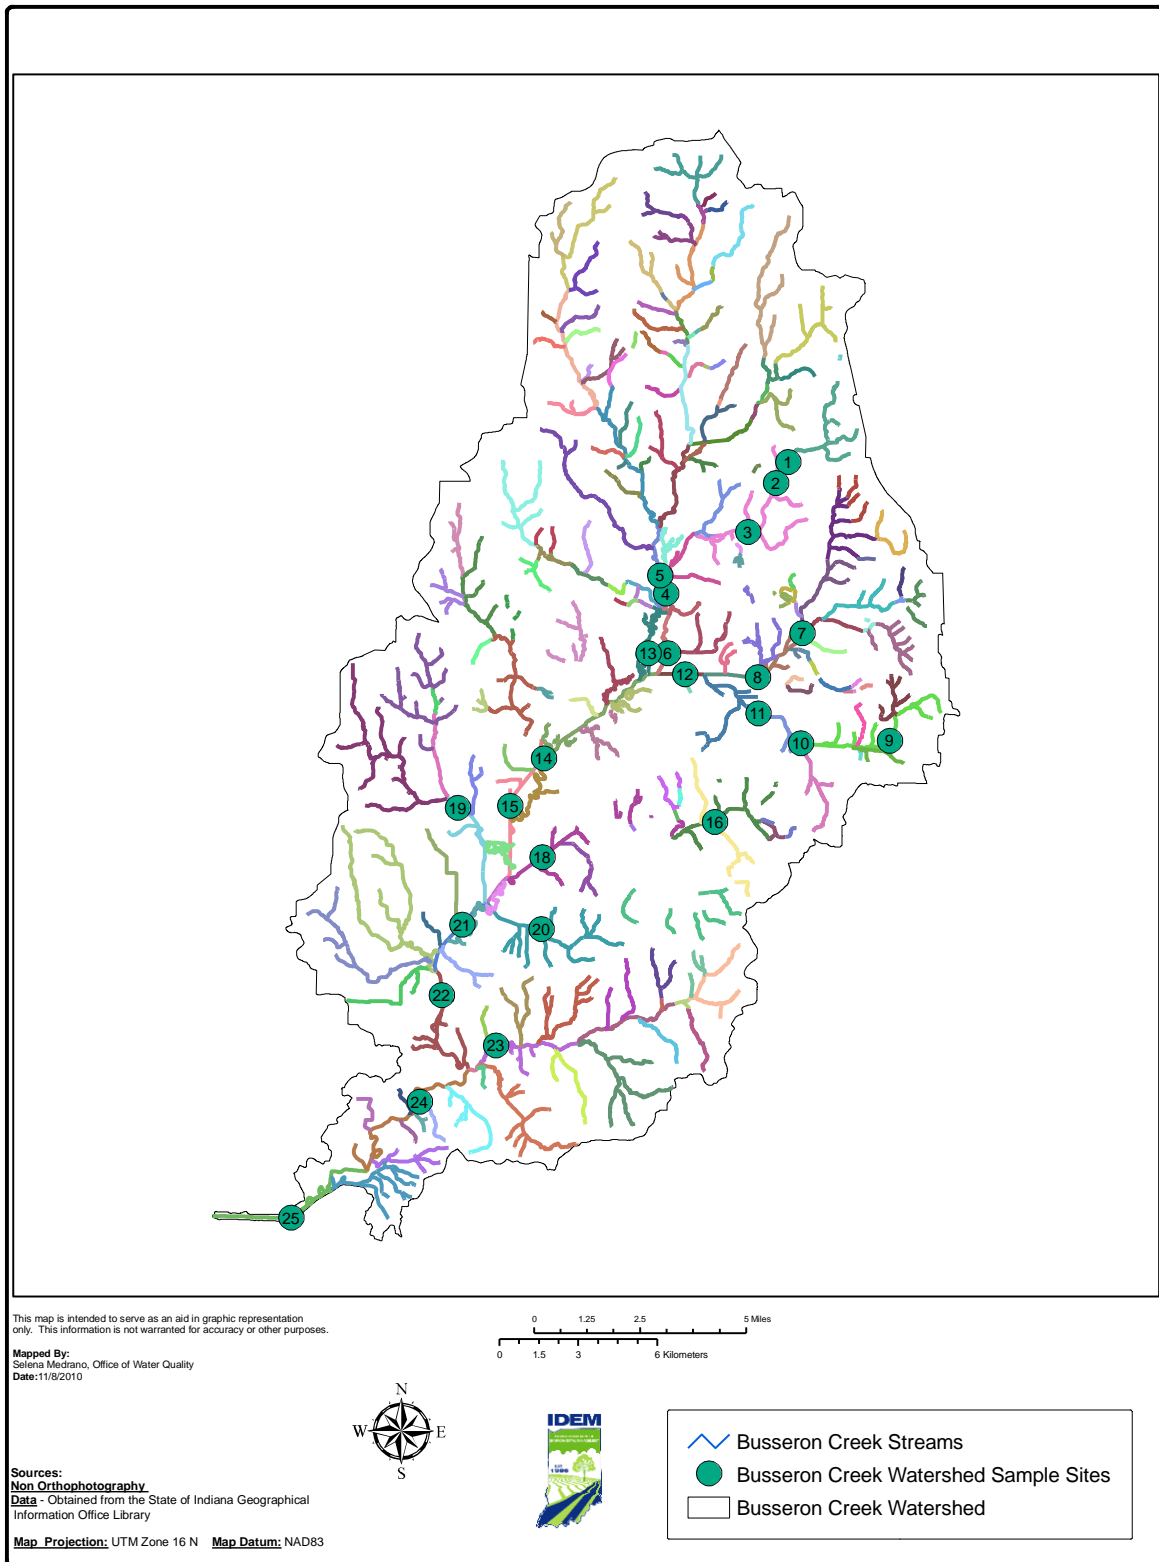 1
2
3
5
4
7
13
6
12
8
11
9
10
14
15
19
16
18
21
20
22
23
24
25
This map is intended to serve as an aid in graphic representation
only. This information is not warranted for accuracy or other purposes.
Mapped By:
Selena Medrano, Office of Water Quality
Date:11/8/2010
0 1.25 2.5 5 Miles
0 1.5 3 6 Kilometers
N
W E
S
IDEM
1986
Busseron Creek Streams
Busseron Creek Watershed Sample Sites
Busseron Creek Watershed
Sources:
Non Orthophotography
Data - Obtained from the State of Indiana Geographical
Information Office Library
Map Projection: UTM Zone 16 N Map Datum: NAD83